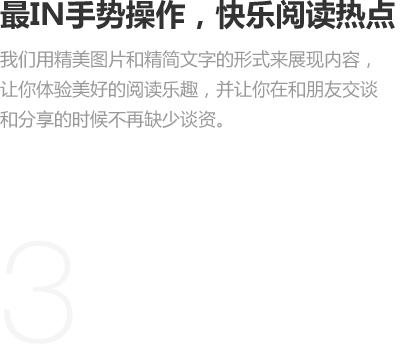 最IN手势操作，快乐阅读热点
我们用精美图片和精简文字的形式来展现内容，
让你体验美好的阅读乐趣，并让你在和朋友交谈
和分享的时候不再缺少谈资。
3